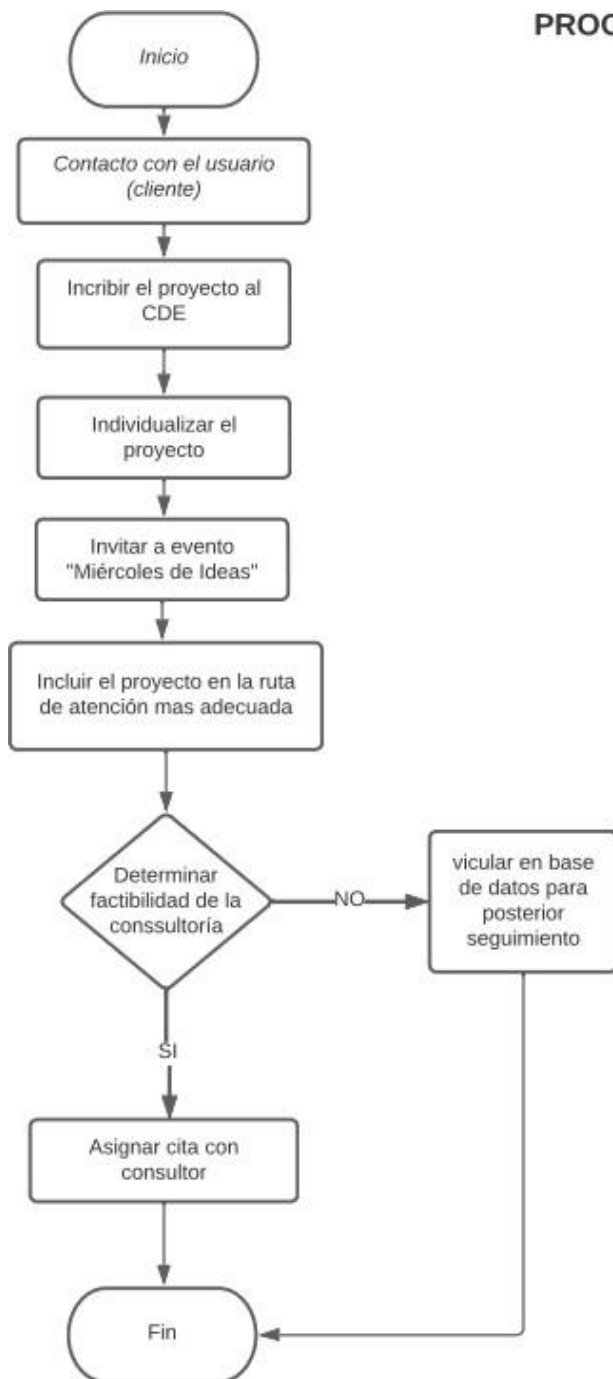 PROC
Inicio
Contacto con el usuario
(cliente)
Incribir el proyecto al
CDE
Individualizar el
proyecto
Invitar a evento
"Miércoles de Ideas"
Incluir el proyecto en la ruta
de atención mas adecuada
Determinar
factibilidad de la
conssultoría
NO
vicular en base
de datos para
posterior
seguimiento
SI
Asignar cita con
consultor
Fin